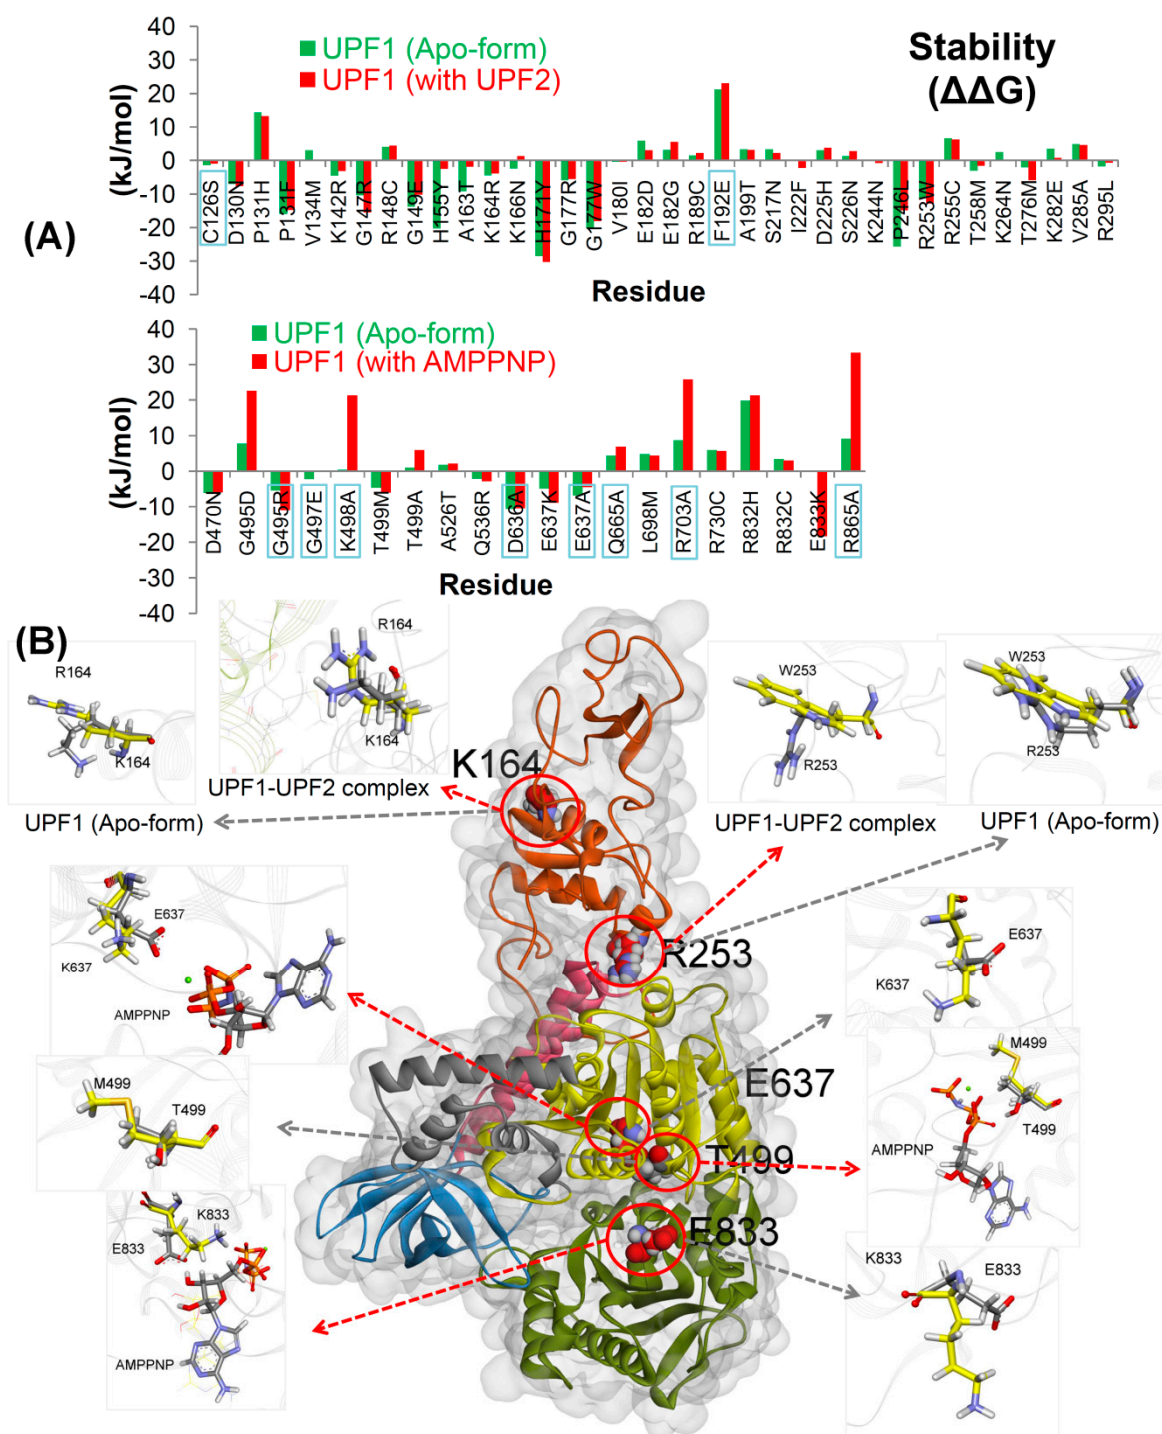 40
30
20
10
0
-10
-20
-30
-40
(kJ/mol)
UPF1 (Apo-form)
UPF1 (with UPF2)
Stability
(ΔΔG)
(A)
C126S
D130N
P131H
P131F
V134M
K142R
G147R
R148C
G149E
H155Y
A163T
K164R
K166N
H171Y
G177R
G177W
V180I
E182D
E182G
R189C
F192E
A199T
S217N
I222F
D225H
S226N
K244N
P246L
R253W
R255C
T258M
K264N
T276M
K282E
V285A
R295L
Residue
40
30
20
10
0
-10
-20
-30
-40
(kJ/mol)
UPF1 (Apo-form)
UPF1 (with AMPPNP)
D470N
G495D
G495R
G497E
K498A
T499M
T499A
A526T
Q536R
D636A
E637K
E637A
Q665A
L698M
R703A
R730C
R832H
R832C
E833K
R865A
Residue
(B)
R164
K164
UPF1 (Apo-form)
R164
K164
UPF1-UPF2 complex
K164
W253
R253
UPF1-UPF2 complex
W253
R253
UPF1 (Apo-form)
R253
E637
K637
AMPPNP
E637
K637
E637
M499
T499
M499
T499
AMPPNP
T499
K833
E833
AMPPNP
E833
K833
E833